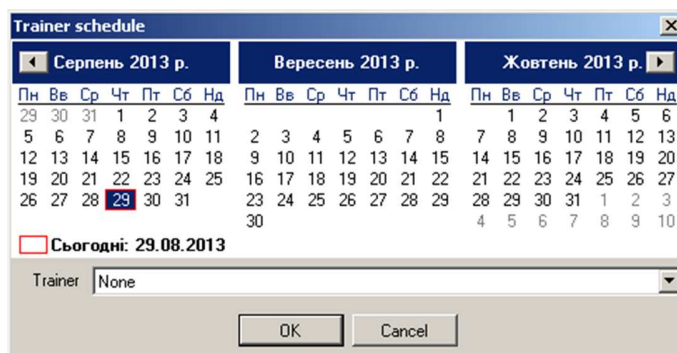 Trainer schedule
Серпень 2013 р. Вересень 2013 р. Жовтень 2013 р.
Пн Вв Ср Чт Пт Сб Нд Пн Вв Ср Чт Пт Сб Нд Пн Вв Ср Чт Пт Сб Нд
29 30 31 1 2 3 4 1 1 2 3 4 5 6
5 6 7 8 9 10 11 2 3 4 5 6 7 8 7 8 9 10 11 12 13
12 13 14 15 16 17 18 9 10 11 12 13 14 15 14 15 16 17 18 19 20
19 20 21 22 23 24 25 16 17 18 19 20 21 22 21 22 23 24 25 26 27
26 27 28 29 30 31 23 24 25 26 27 28 29 28 29 30 31 1 2 3
30 4 5 6 7 8 9 10
Сьогодні: 29.08.2013
Trainer None
OK Cancel